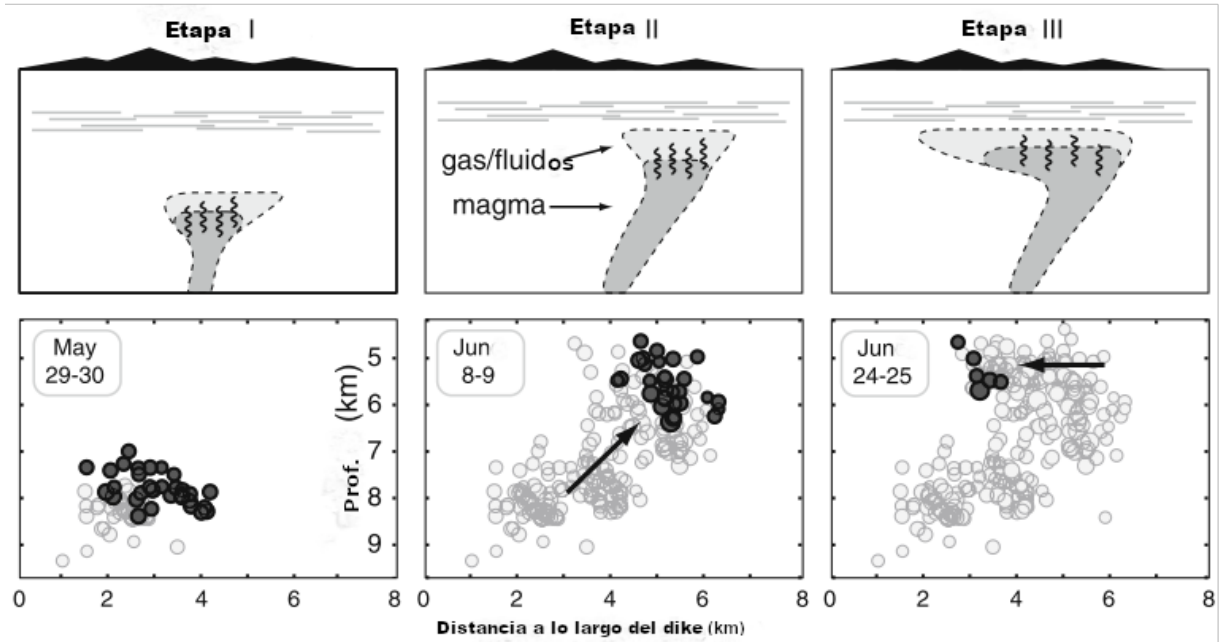 Etapa I
Etapa II
Etapa III
gas/fluidos
magma
May
29-30
Jun
8-9
Jun
24-25
5
6
7
8
9
Prof. (km)
0 2 4 6 8
0 2 4 6 8
0 2 4 6 8
Distancia a lo largo del dike (km)